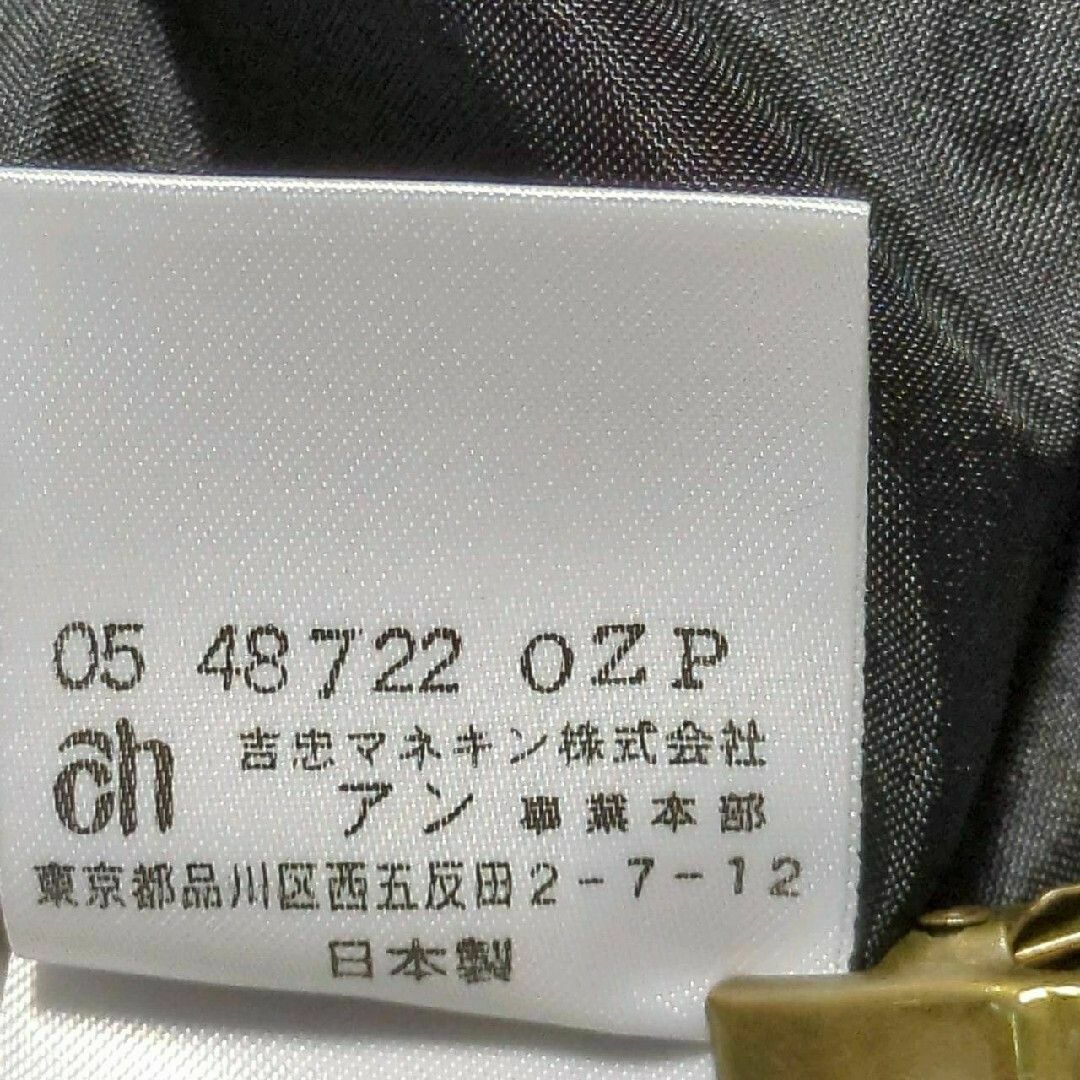 05 48722 OZP
ah
吉忠マネキン株式会社
アン 事業本部
東京都品川区西五反田2-7-12
日本製